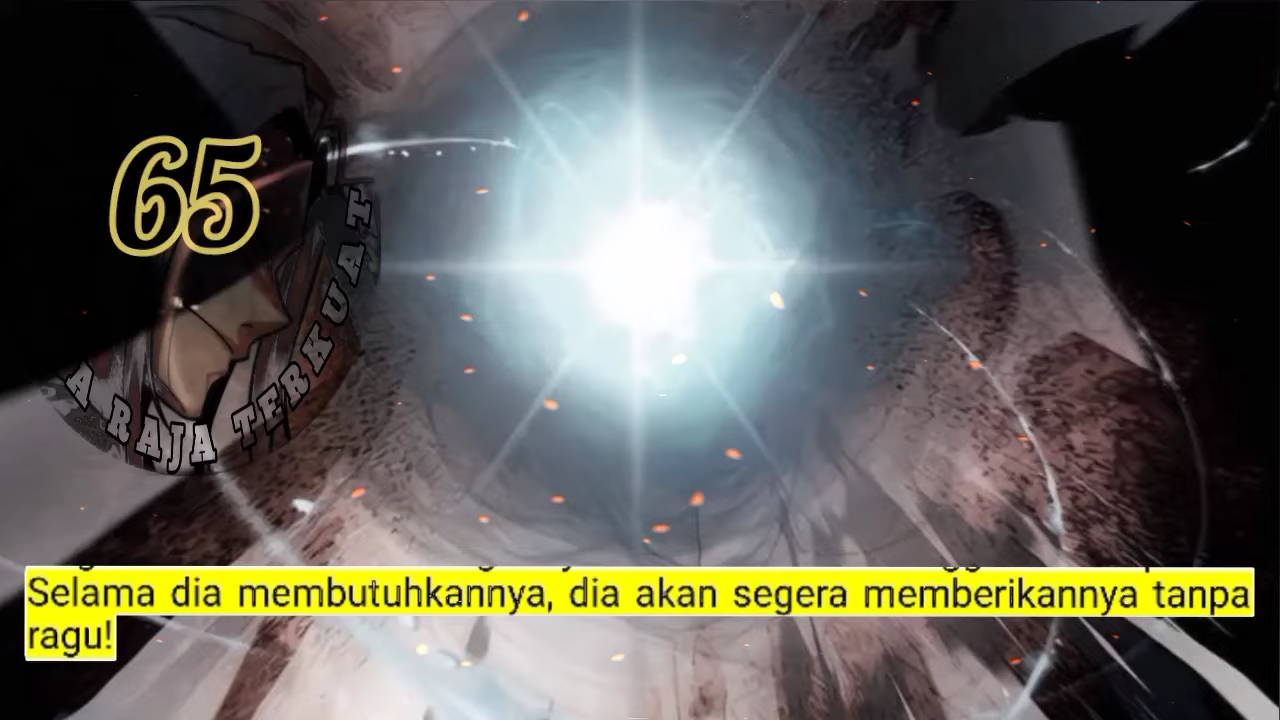 65
A RAJA TERKUAT
Selama dia membutuhkannya, dia akan segera memberikannya tanpa
ragu!